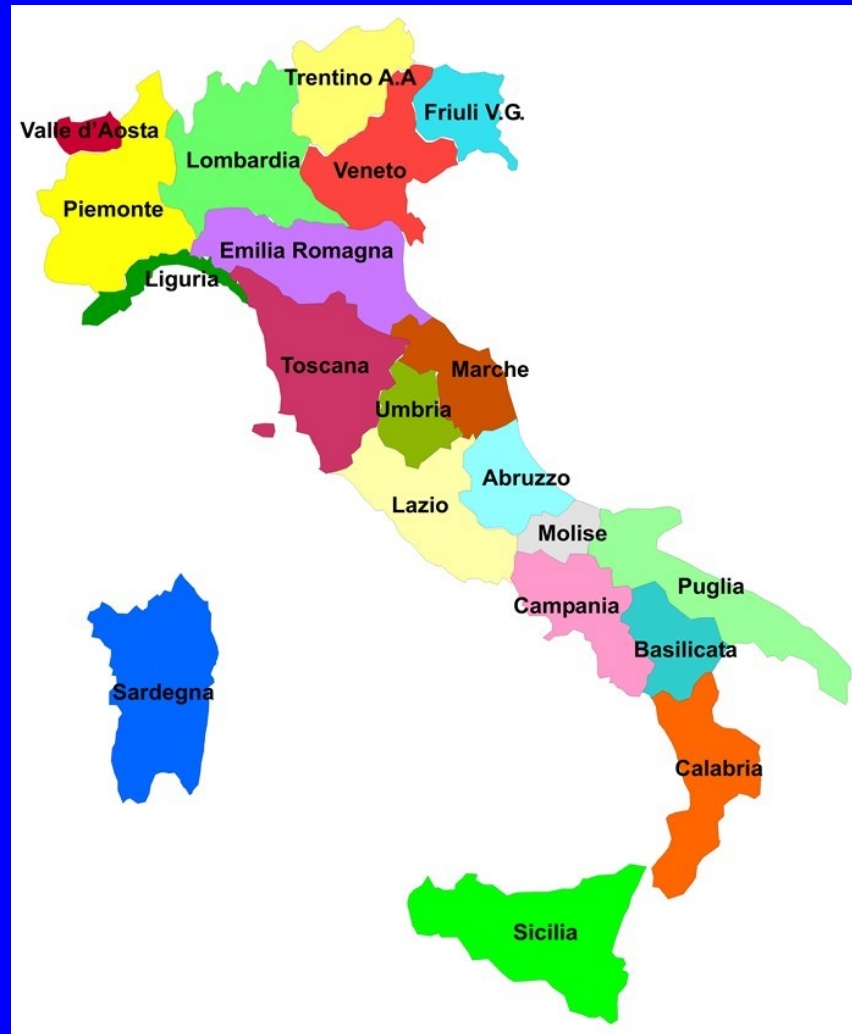 Trentino A.A
Friuli V.G.
Valle d'Aosta
Lombardia
Veneto
Piemonte
Emilia Romagna
Liguria
Toscana
Marche
Umbria
Abruzzo
Lazio
Molise
Puglia
Campania
Basilicata
Sardegna
Calabria
Sicilia